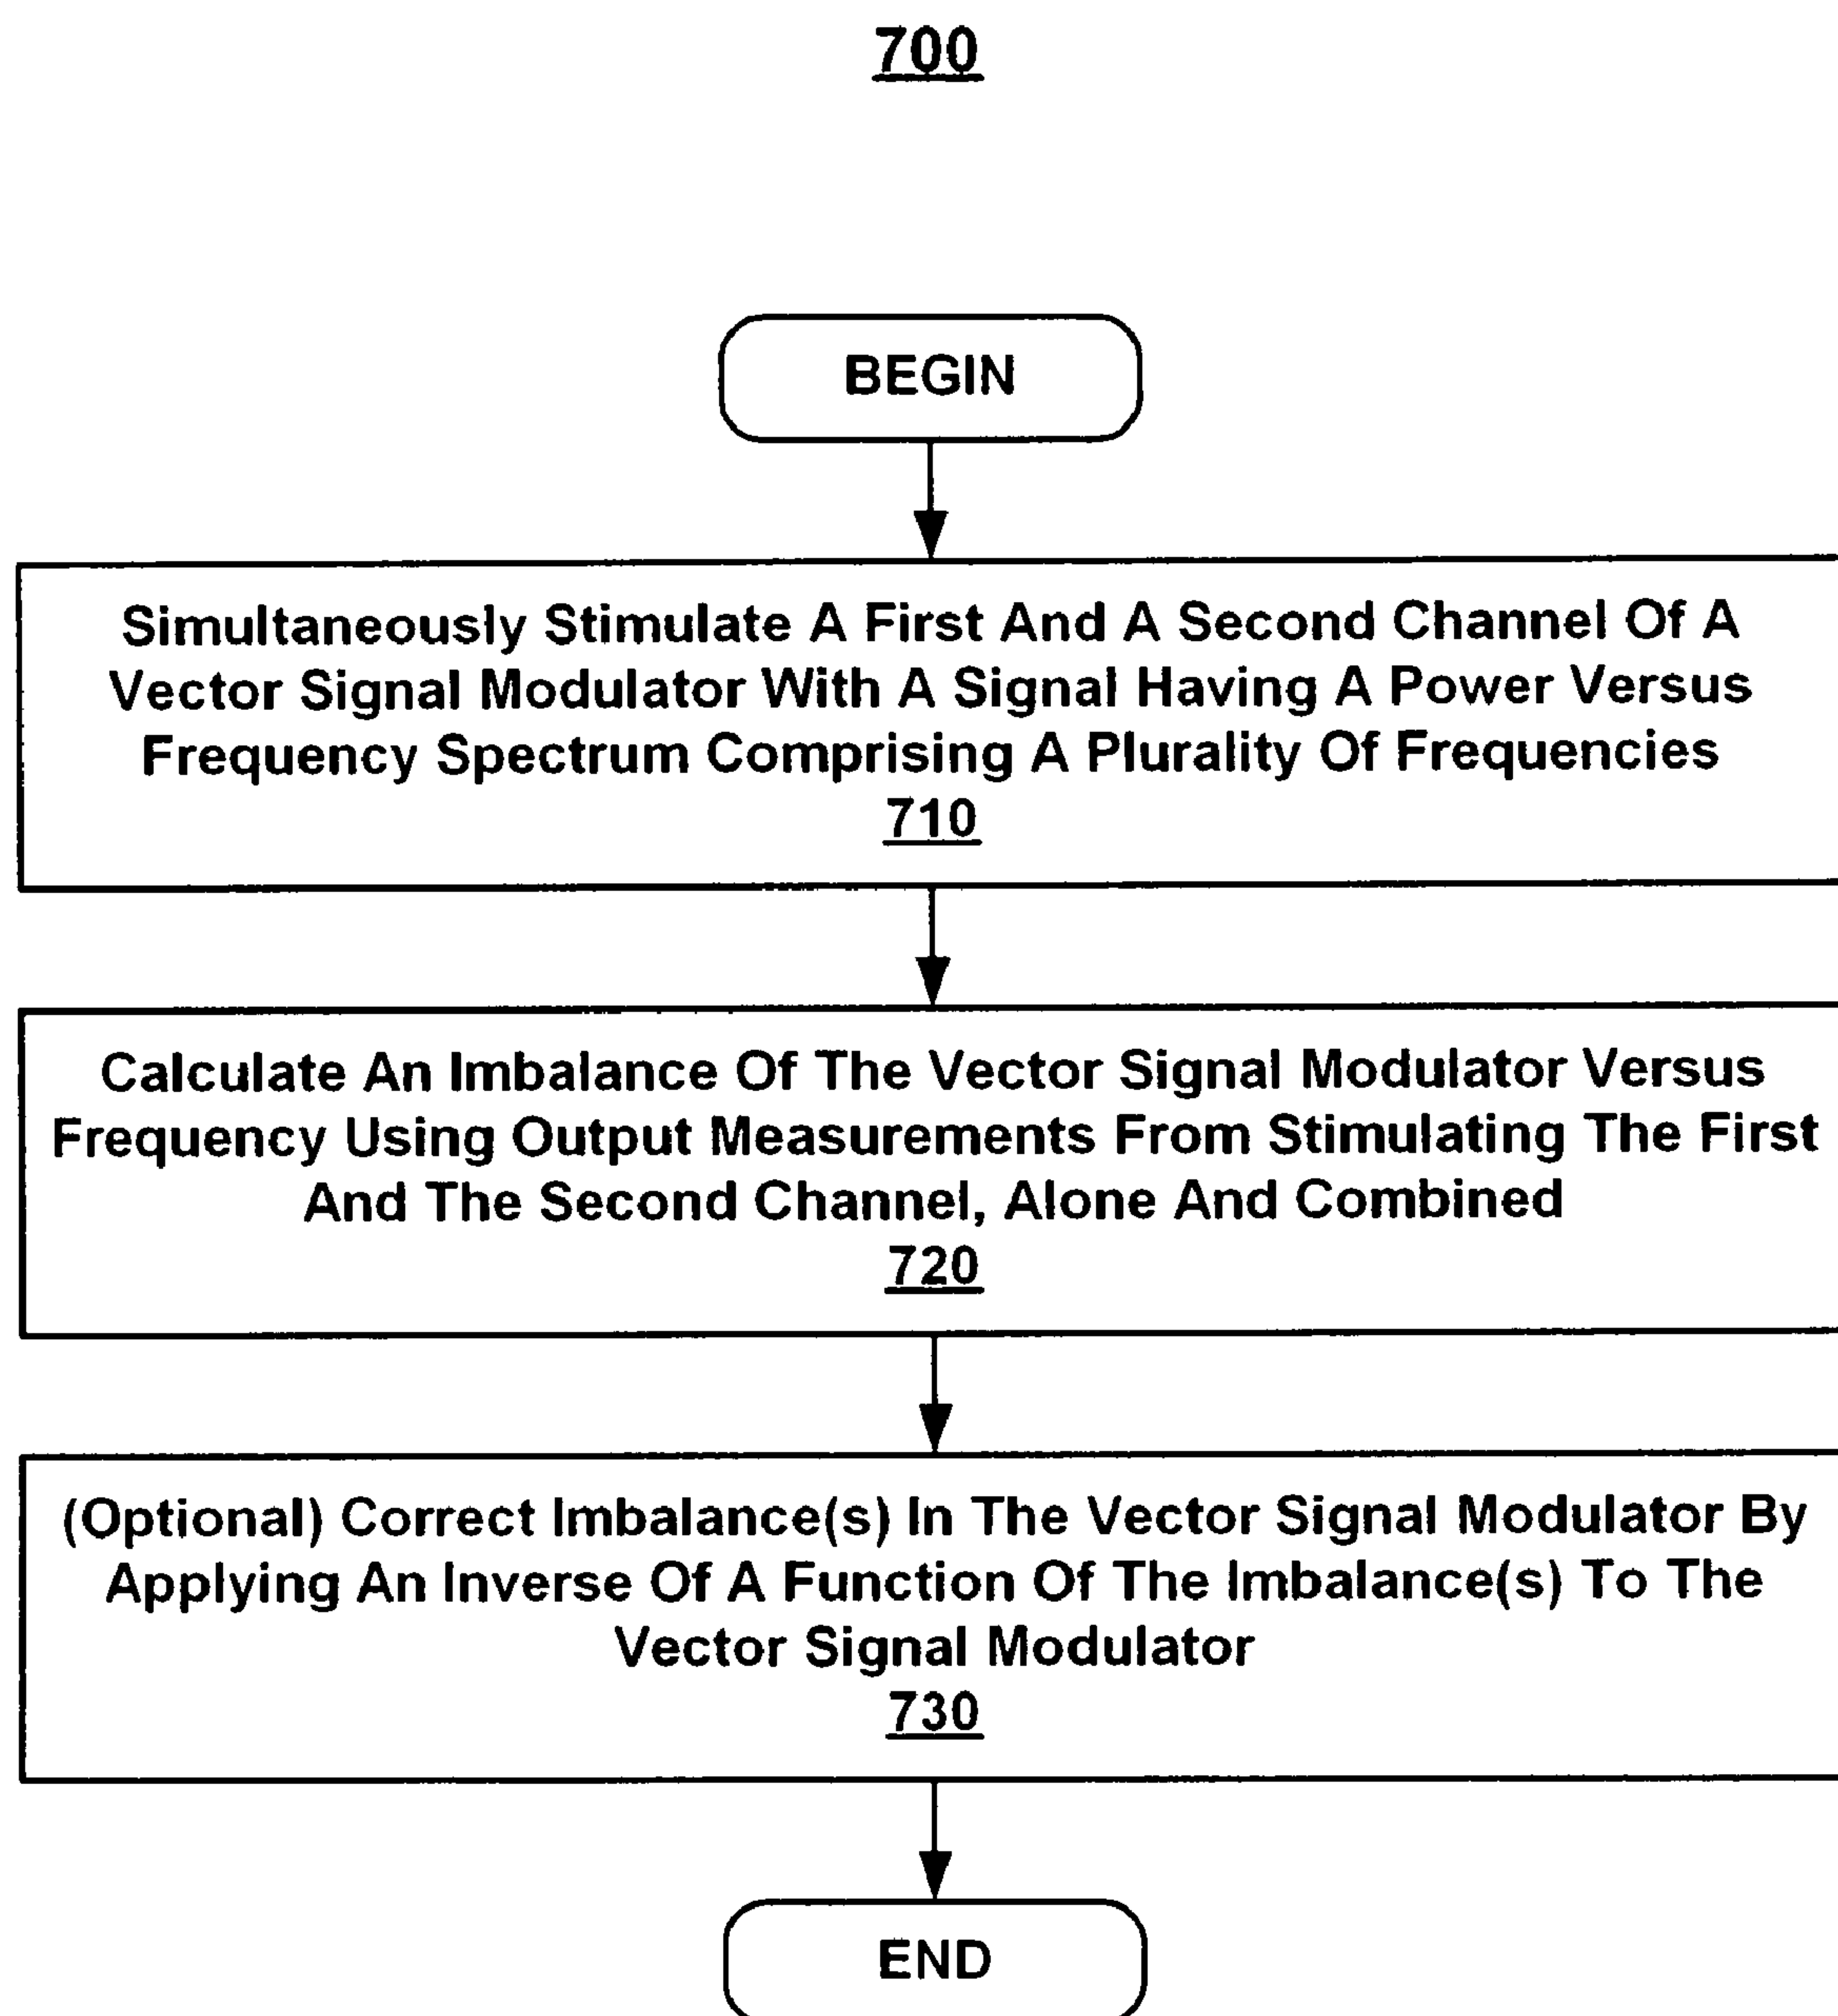 700
BEGIN
Simultaneously Stimulate A First And A Second Channel Of A
Vector Signal Modulator With A Signal Having A Power Versus
Frequency Spectrum Comprising A Plurality Of Frequencies
710
Calculate An Imbalance Of The Vector Signal Modulator Versus
Frequency Using Output Measurements From Stimulating The First
And The Second Channel, Alone And Combined
720
(Optional) Correct Imbalance(s) In The Vector Signal Modulator By
Applying An Inverse Of A Function Of The Imbalance(s) To The
Vector Signal Modulator
730
END